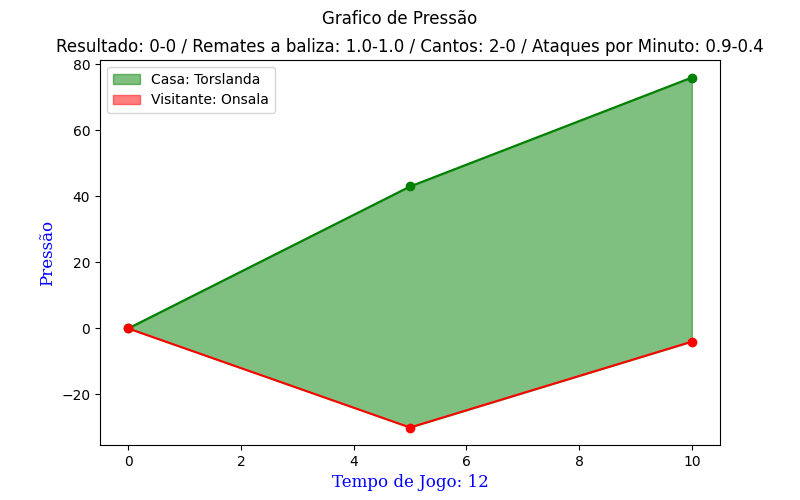 Grafico de Pressão
Resultado: 0-0 / Remates a baliza: 1.0-1.0 / Cantos: 2-0 / Ataques por Minuto: 0.9-0.4
Casa: Torslanda
Visitante: Onsala
80
60
40
20
0
−20
Pressão
0 2 4 6 8 10
Tempo de Jogo: 12